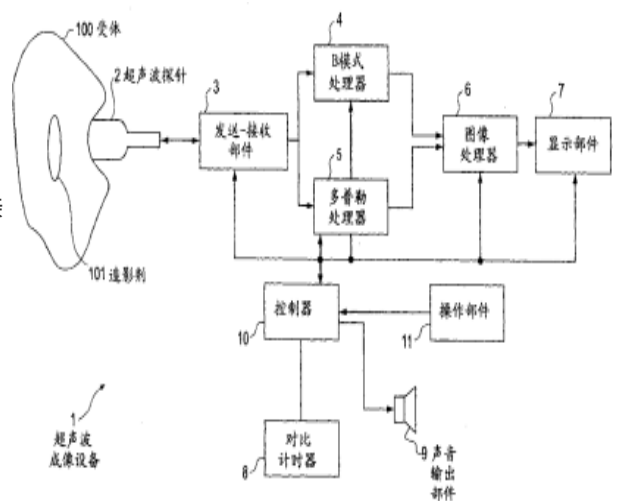 100 受体
2 超声波探针
3
发送-接收
部件
4
B模式
处理器
5
多普勒
处理器
6
图像
处理器
7
显示部件
101 造影剂
控制器
10
操作部件
11
1
超声波
成像设备
对比
计时器
8
9 声音
输出
部件